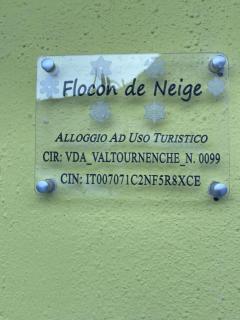 Flocon de Neige
ALLOGGIO AD USO TURISTICO
CIR: VDA_VALTOURNENCHE_N. 0099
CIN: IT007071C2NF5R8XCE